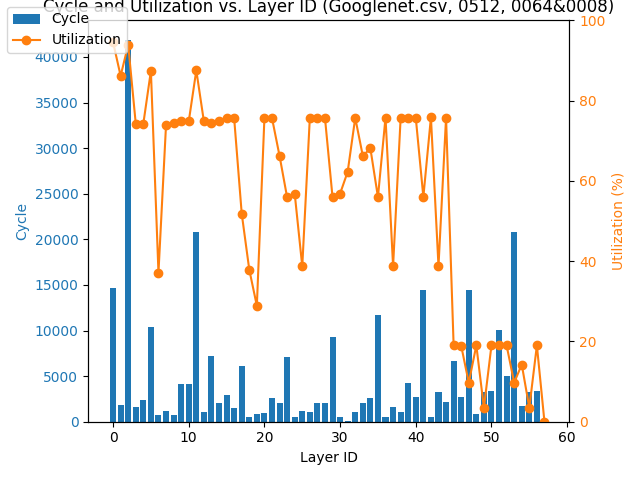 Cycle and Utilization vs. Layer ID (Googlenet.csv, 0512, 0064&0008)
Cycle
Utilization
40000
35000
30000
25000
20000
15000
10000
5000
0
Cycle
100
80
60
40
20
0
Utilization (%)
0 10 20 30 40 50 60
Layer ID